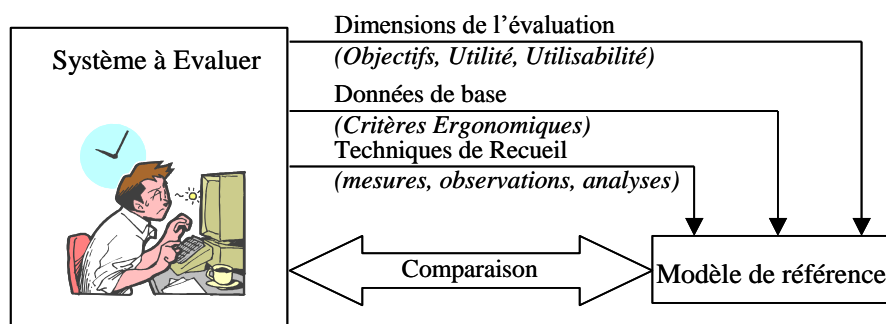 Système à Evaluer
Dimensions de l'évaluation
(Objectifs, Utilité, Utilisabilité)
Données de base
(Critères Ergonomiques)
Techniques de Recueil
(mesures, observations, analyses)
Comparaison
Modèle de référence